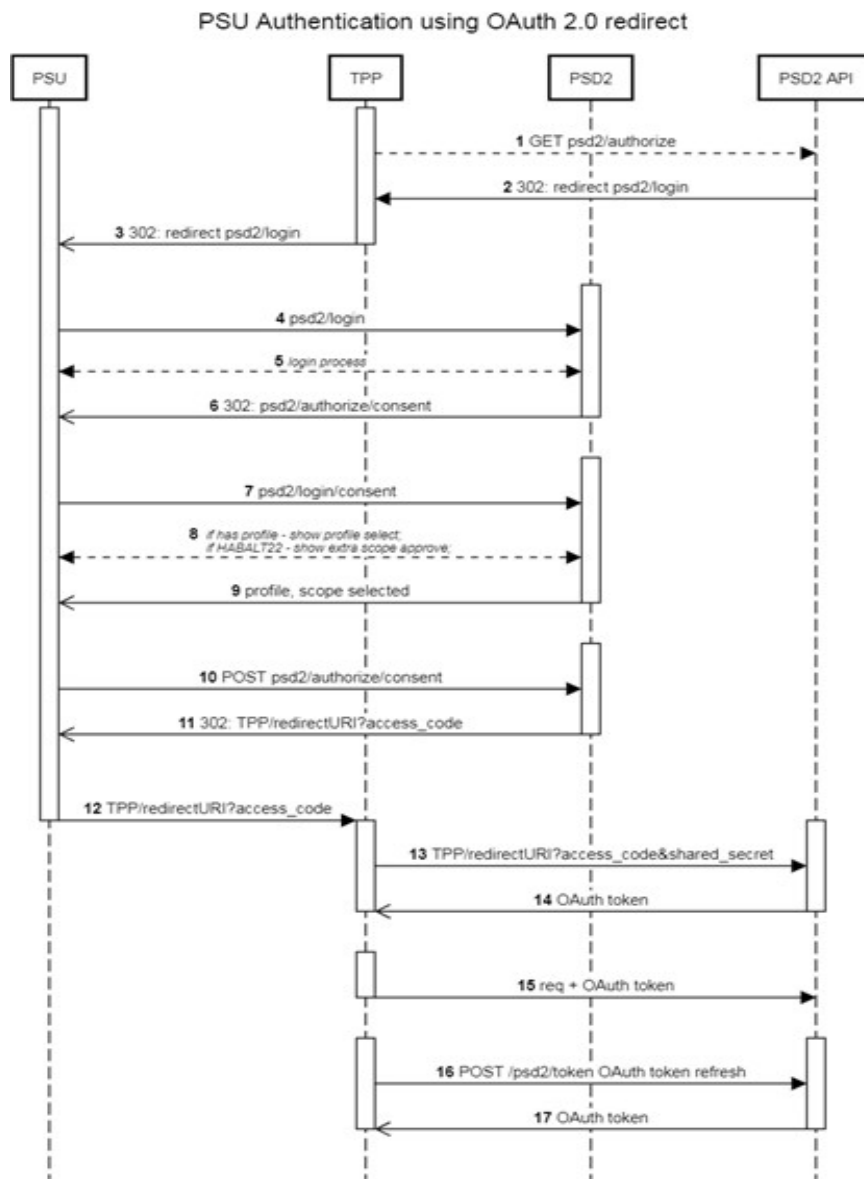 PSU Authentication using OAuth 2.0 redirect
PSU
TPP
PSD2
PSD2 API
1 GET psd2/authorize
2 302: redirect psd2/login
3 302: redirect psd2/login
4 psd2/login
5 login process
6 302: psd2/authorize/consent
7 psd2/login/consent
8 if has profile - show profile select;
if HABALT22 - show extra scope approve;
9 profile, scope selected
10 POST psd2/authorize/consent
11 302: TPP/redirectURI?access_code
12 TPP/redirectURI?access_code
13 TPP/redirectURI?access_code&shared_secret
14 OAuth token
15 req + OAuth token
16 POST /psd2/token OAuth token refresh
17 OAuth token